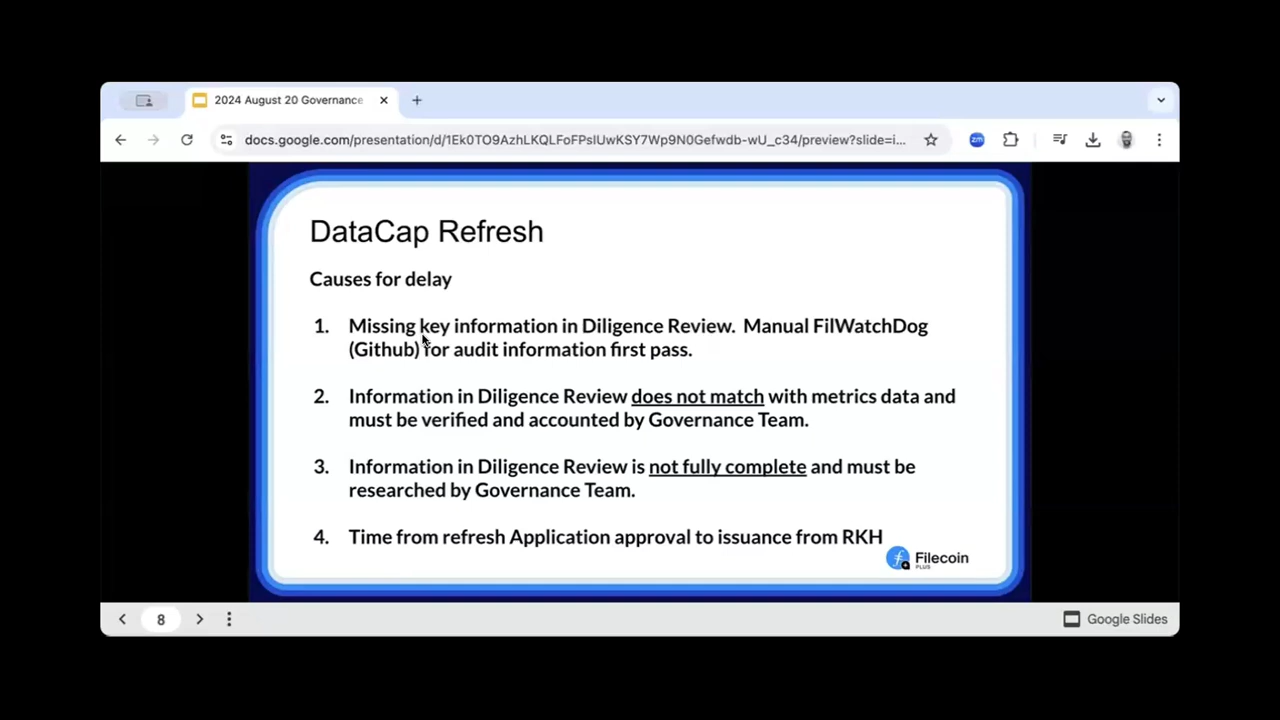 2024 August 20 Governance
docs.google.com/presentation/d/1Ek0TO9AzhLKQLFoFPslUwKSY7Wp9N0Gefwdb-wU_c34/preview?slide=i...
zm
DataCap Refresh
Causes for delay
1. Missing key information in Diligence Review. Manual FilWatchDog
(Github) for audit information first pass.
2. Information in Diligence Review does not match with metrics data and
must be verified and accounted by Governance Team.
3. Information in Diligence Review is not fully complete and must be
researched by Governance Team.
4. Time from refresh Application approval to issuance from RKH
Filecoin
PLUS
8
Google Slides